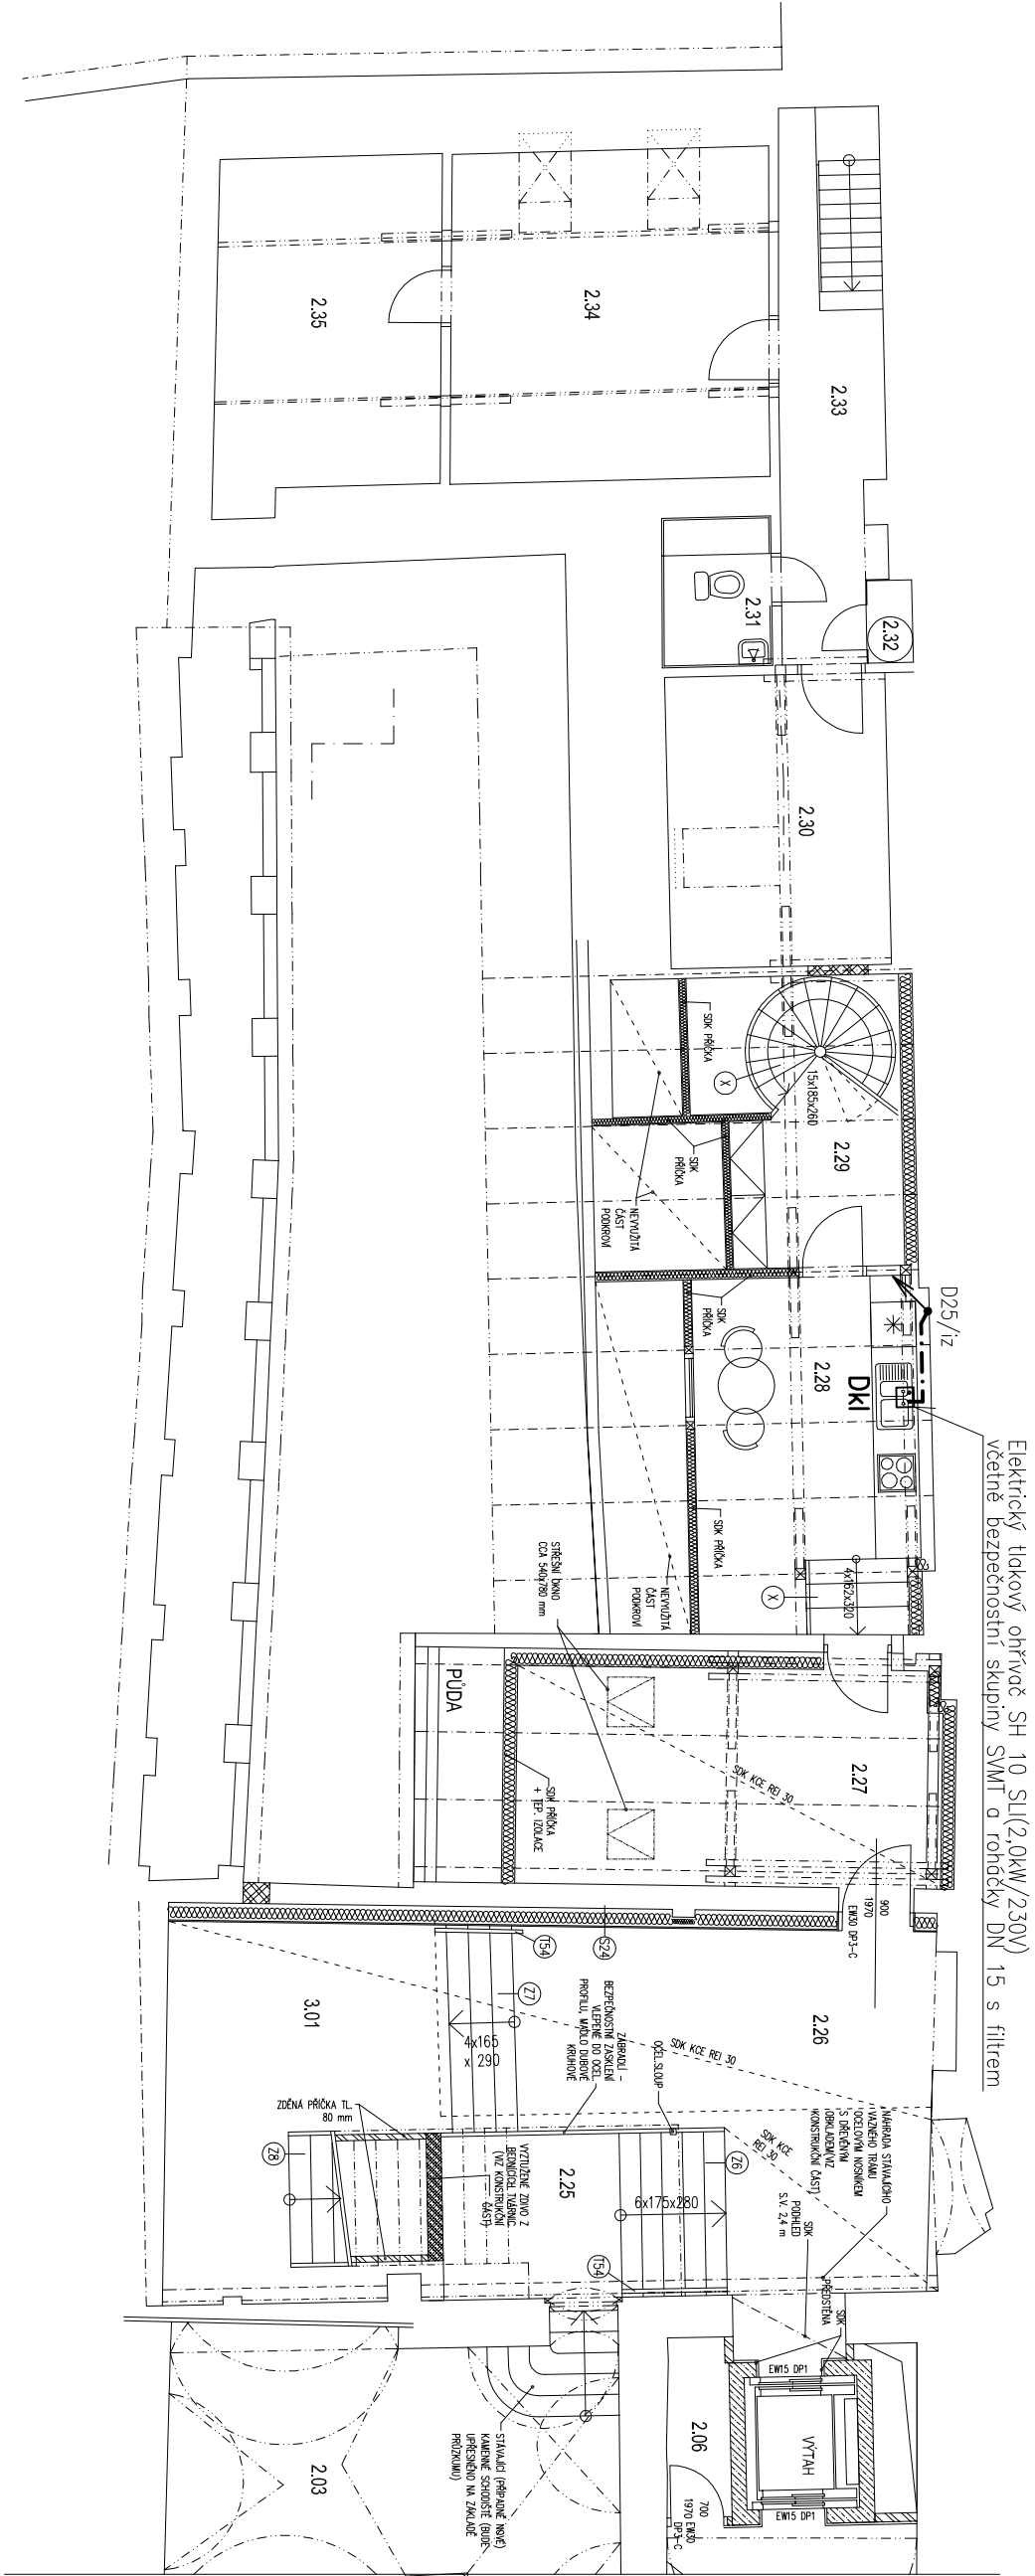 2.35
2.34
2.33
2.31
2.32
2.30
SDK PŘÍČKA
X
15x185x260
2.29
SDK
PŘÍČKA
NEVYUŽITÁ
ČÁST
PODKROVÍ
D25/iz
SDK
PŘÍČKA
2.28
Dkl
Elektrický tlakový ohřívač SH 10 SLI(2,0kW/230V)
včetně bezpečnostní skupiny SVMT a roháčky DN 15 s filtrem
SDK PŘÍČKA
4x162x320
X
NEVYUŽITÁ
ČÁST
PODKROVÍ
STŘEŠNÍ OKNO
CCA 540x780 mm
PŮDA
2.27
SDK KCE REI 30
SDK PŘÍČKA
+ TEP. IZOLACE
900
1970
EW30 DP3-C
T54
S24
Z7
4x165
x 290
3.01
2.26
SDK KCE REI 30
ZÁBRADLÍ -
BEZPEČNOSTNÍ ZASKLENÍ
VLEPENÉ DO OCEL.
PROFILU, MADLO DUBOVÉ
KRUHOVÉ
OCEL.SLOUP
NÁHRADA STÁVAJÍCÍHO
VAZNÉHO TRÁMU
OCELOVÝM NOSNÍKEM
S DŘEVĚNÝM
OBKLADEM(VIZ
KONSTRUKČNÍ ČÁST)
SDK KCE
REI 30
ZDĚNÁ PŘÍČKA TL.
80 mm
Z8
VYZTUŽENÉ ZDIVO Z
BEDNÍCÍCH TVÁRNIC
(VIZ KONSTRUKČNÍ
ČÁST)
2.25
Z6
6x175x280
T54
SDK
PODHLED
S.V. 2,4 m
SDK
PŘEDSTĚNA
EW15 DP1
VÝTAH
EW15 DP1
2.06
700
1970 EW30
DP3-C
2.03
STÁVAJÍCÍ (PŘÍPADNĚ NOVÉ)
KAMENNÉ SCHODIŠTĚ (BUDE
UPŘESNĚNO NA ZÁKLADĚ
PRŮZKUMU)